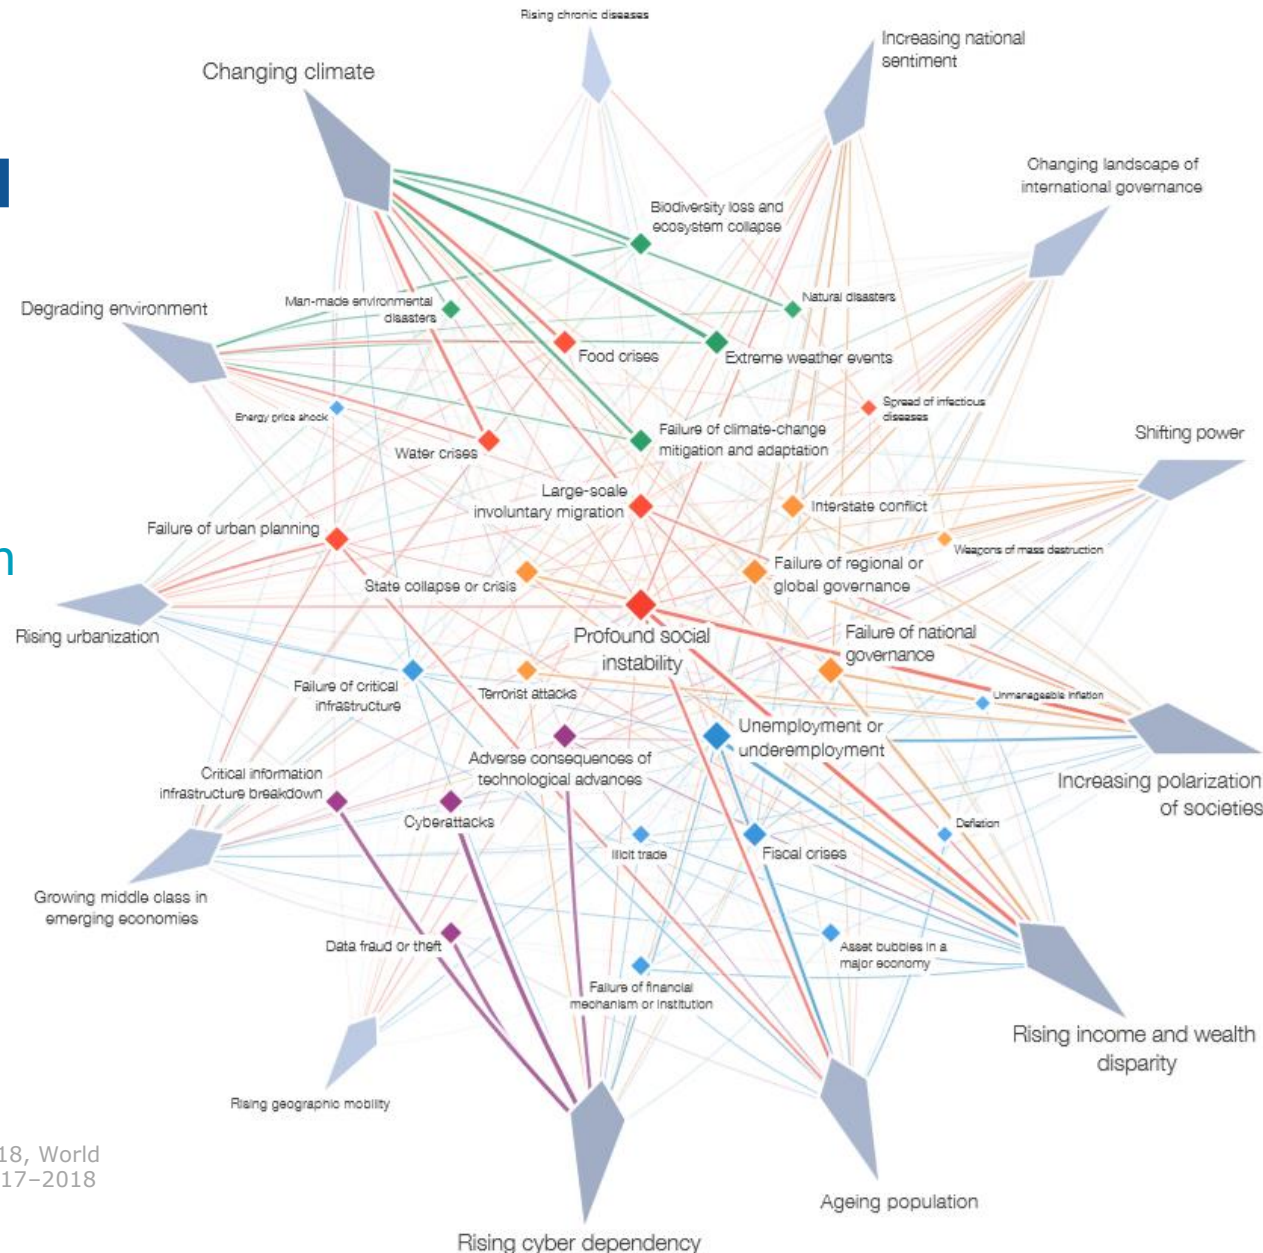 Rising chronic diseases
Increasing national
sentiment
Changing climate
Changing landscape of
international governance
Biodiversity loss and
ecosystem collapse
Degrading environment
Man-made environmental
disasters
Natural disasters
Food crises
Extreme weather events
Energy price shock
Spread of infectious
diseases
Water crises
Failure of climate-change
mitigation and adaptation
Shifting power
Large-scale
involuntary migration
Interstate conflict
Failure of urban planning
Weapons of mass destruction
n
State collapse or crisis
Failure of regional or
global governance
Rising urbanization
Profound social
instability
Failure of national
governance
Failure of critical
infrastructure
Terrorist attacks
Unmanageable inflation
Unemployment or
underemployment
Adverse consequences of
technological advances
Critical information
infrastructure breakdown
Increasing polarization
of societies
Cyberattacks
Illicit trade
Fiscal crises
Deflation
Growing middle class in
emerging economies
Data fraud or theft
Asset bubbles in a
major economy
Failure of financial
mechanism or institution
Rising income and wealth
disparity
Rising geographic mobility
18, World
17–2018
Ageing population
Rising cyber dependency